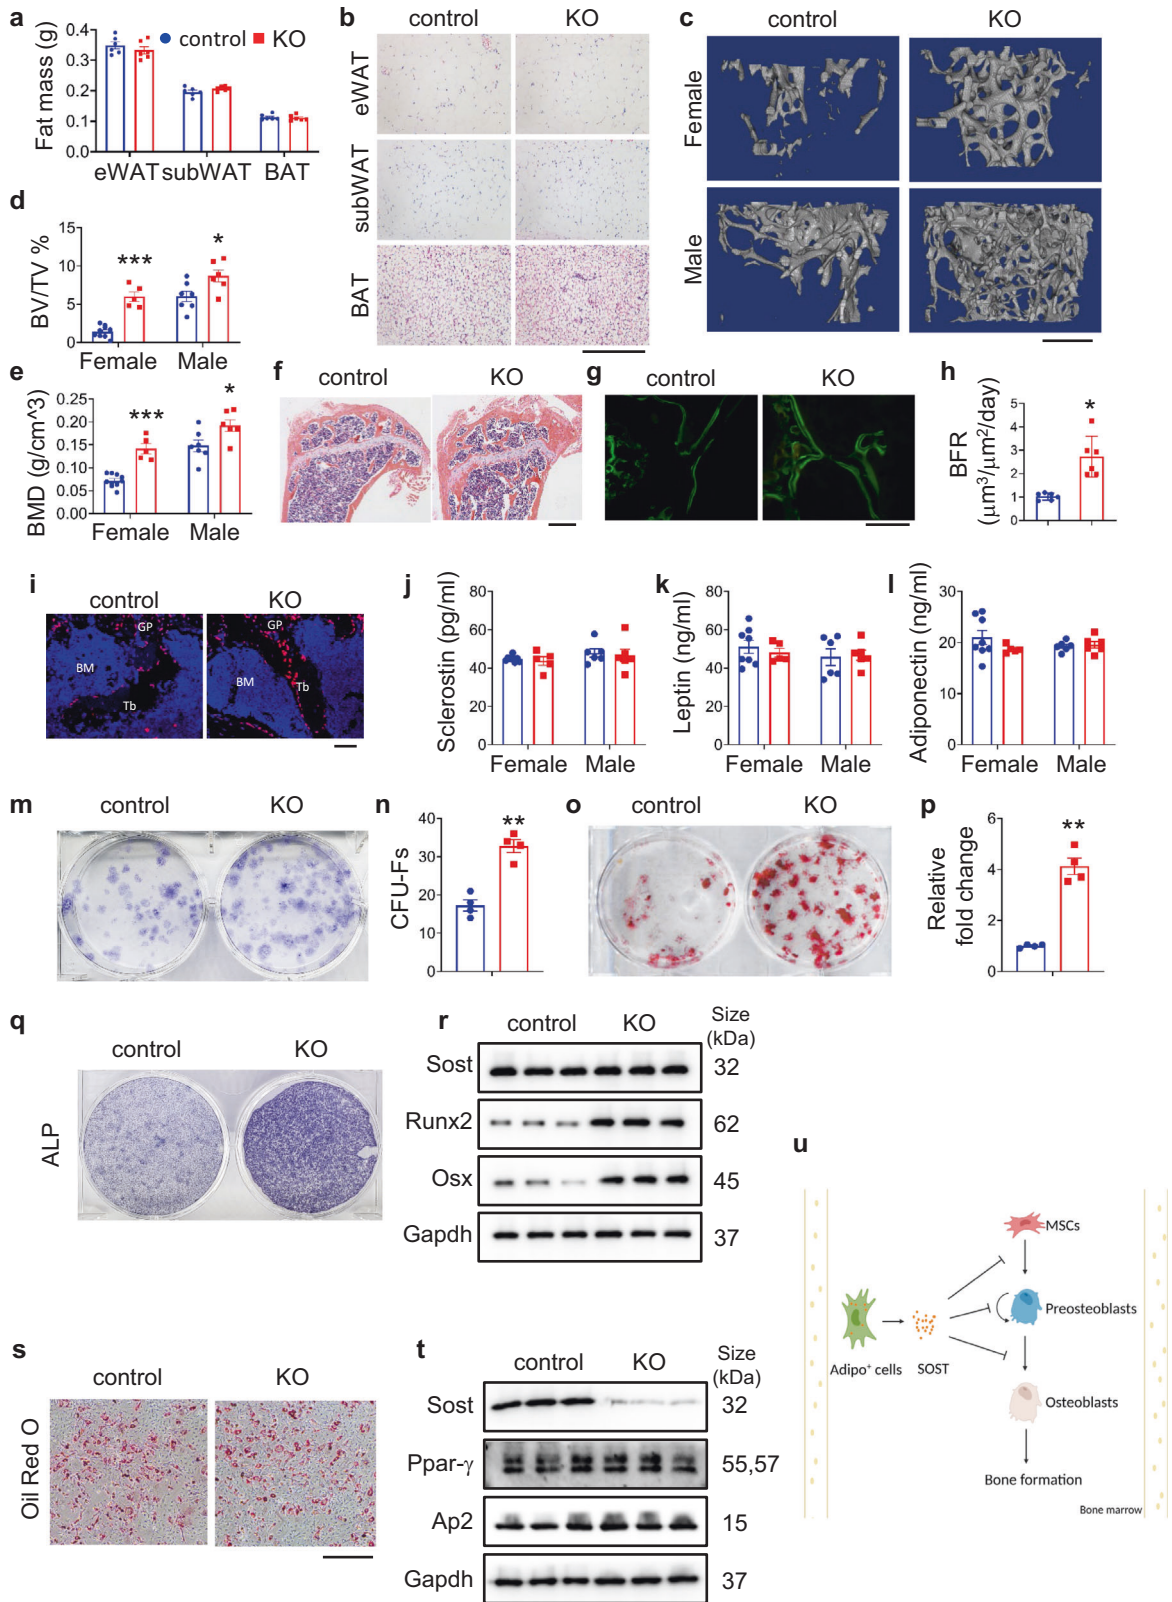 a
Fat mass (g)
0.4
0.3
0.2
0.1
0.0
control KO
eWAT subWAT BAT
b
control KO
eWAT
subWAT
BAT
c
control KO
Female
Male
d
BV/TV %
15
10
5
0
***
*
Female Male
e
BMD (g/cm^3)
0.25
0.20
0.15
0.10
0.05
0.00
***
*
Female Male
f
control KO
g
control KO
h
BFR
(μm³/μm²/day)
5
4
3
2
1
0
*
i
control KO
GP
BM
Tb
GP
BM
Tb
j
Sclerostin (pg/ml)
80
60
40
20
0
Female Male
k
Leptin (ng/ml)
80
60
40
20
0
Female Male
l
Adiponectin (ng/ml)
30
20
10
0
Female Male
m
control KO
n
CFU-Fs
40
30
20
10
0
**
o
control KO
p
Relative
fold change
6
4
2
0
**
q
control KO
ALP
r
control KO
Size
(kDa)
Sost 32
Runx2 62
Osx 45
Gapdh 37
s
control KO
Oil Red O
t
control KO
Size
(kDa)
Sost 32
Ppar-γ 55,57
Ap2 15
Gapdh 37
u
MSCs
Preosteoblasts
Adipo⁺ cells SOST
Osteoblasts
Bone formation
Bone marrow